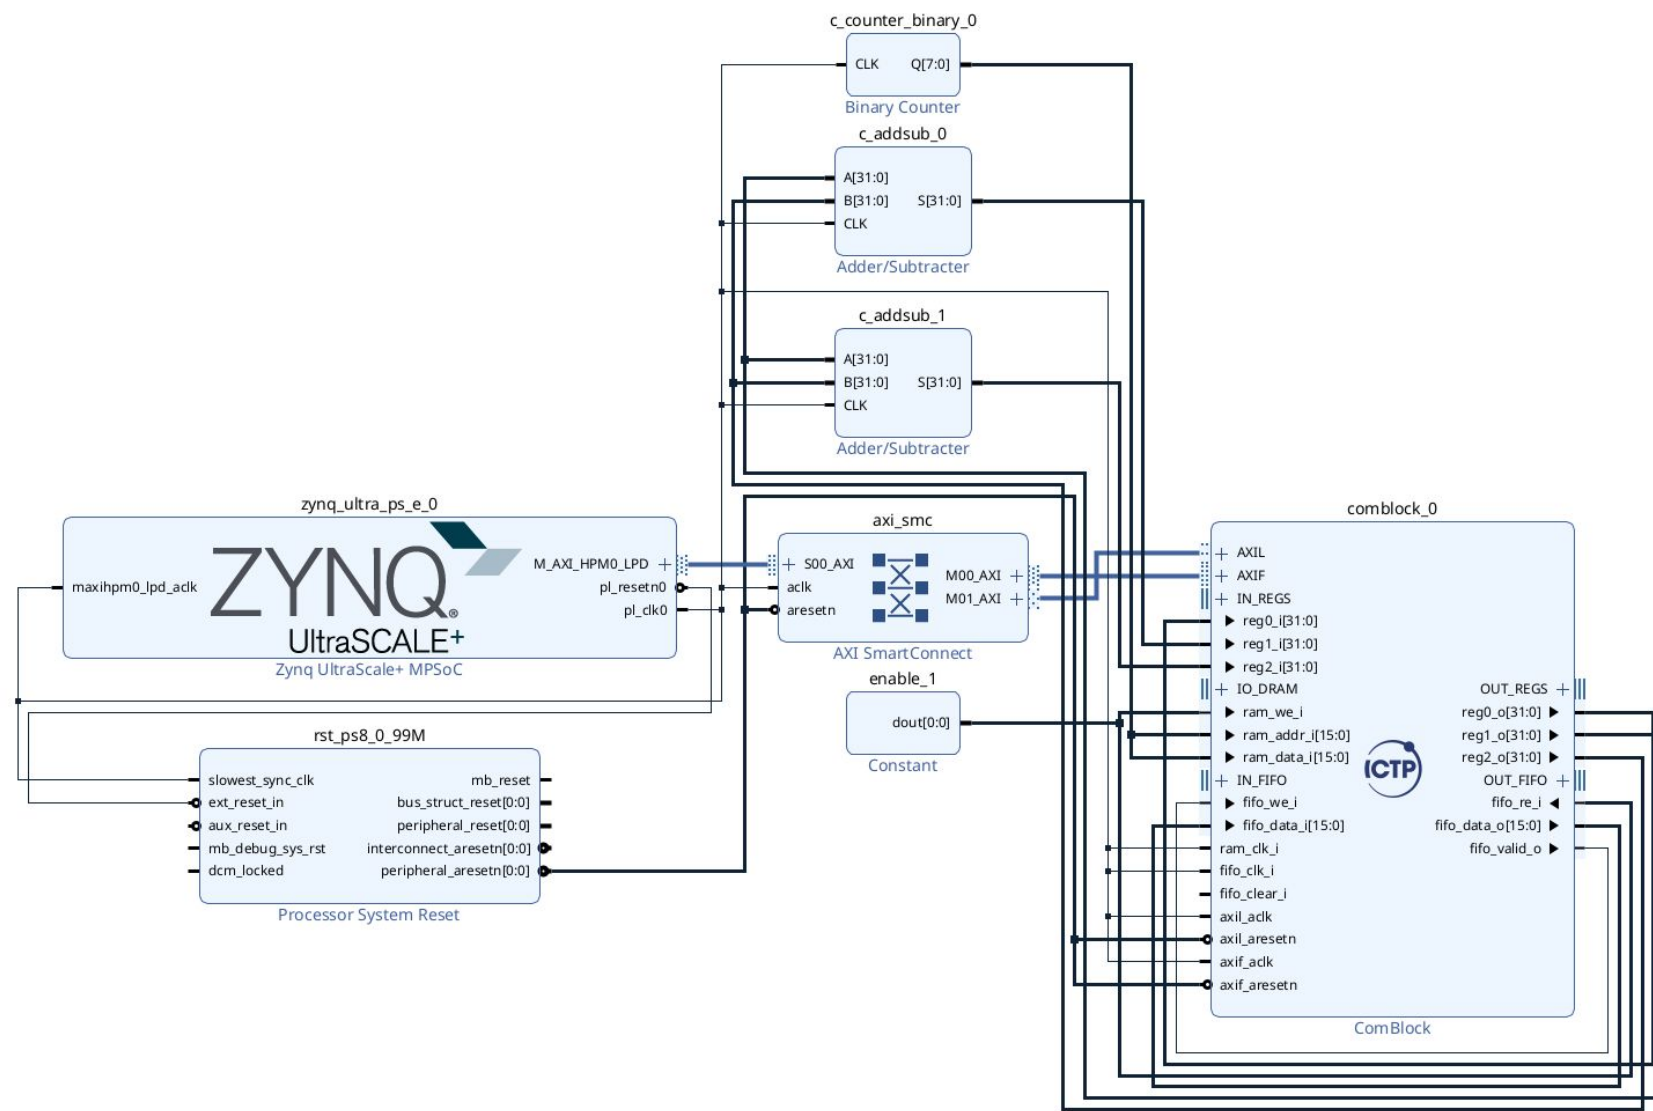 c_counter_binary_0
CLK Q[7:0]
Binary Counter
c_addsub_0
A[31:0]
B[31:0] S[31:0]
CLK
Adder/Subtracter
c_addsub_1
A[31:0]
B[31:0] S[31:0]
CLK
Adder/Subtracter
zynq_ultra_ps_e_0
maxihpm0_lpd_aclk
ZYNQ®
UltraSCALE+
M_AXI_HPM0_LPD
pl_resetn0
pl_clk0
Zynq UltraScale+ MPSoC
axi_smc
S00_AXI
aclk
aresetn
M00_AXI
M01_AXI
AXI SmartConnect
enable_1
dout[0:0]
Constant
rst_ps8_0_99M
slowest_sync_clk
ext_reset_in
aux_reset_in
mb_debug_sys_rst
dcm_locked
mb_reset
bus_struct_reset[0:0]
peripheral_reset[0:0]
interconnect_aresetn[0:0]
peripheral_aresetn[0:0]
Processor System Reset
comblock_0
AXIL
AXIF
IN_REGS
reg0_i[31:0]
reg1_i[31:0]
reg2_i[31:0]
IO_DRAM
ram_we_i
ram_addr_i[15:0]
ram_data_i[15:0]
IN_FIFO
fifo_we_i
fifo_data_i[15:0]
ram_clk_i
fifo_clk_i
fifo_clear_i
axil_aclk
axil_aresetn
axif_aclk
axif_aresetn
ICTP
OUT_REGS
reg0_o[31:0]
reg1_o[31:0]
reg2_o[31:0]
OUT_FIFO
fifo_re_i
fifo_data_o[15:0]
fifo_valid_o
ComBlock